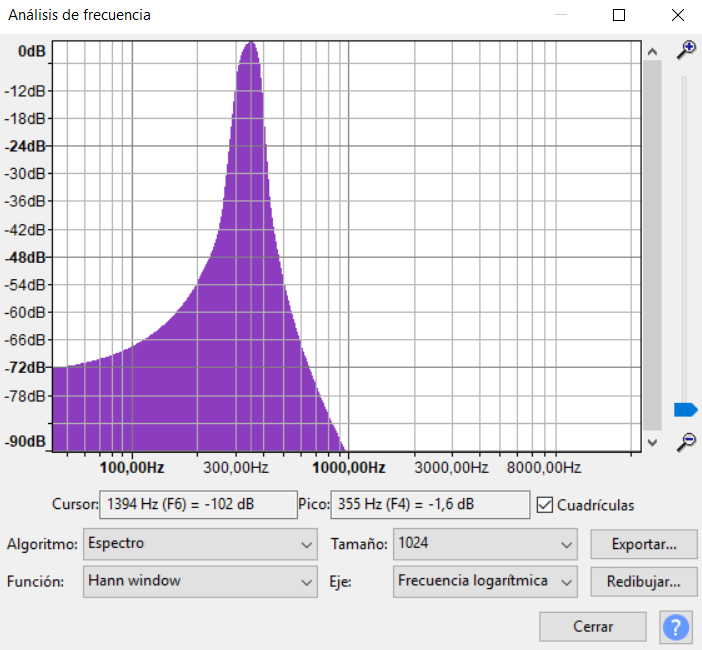 Análisis de frecuencia
0dB
-12dB
-18dB
-24dB
-30dB
-36dB
-42dB
-48dB
-54dB
-60dB
-66dB
-72dB
-78dB
-90dB
100,00Hz 300,00Hz 1000,00Hz 3000,00Hz 8000,00Hz
Cursor: 1394 Hz (F6) = -102 dB Pico: 355 Hz (F4) = -1,6 dB Cuadrículas
Algoritmo: Espectro Tamaño: 1024 Exportar...
Función: Hann window Eje: Frecuencia logarítmica Redibujar...
Cerrar ?